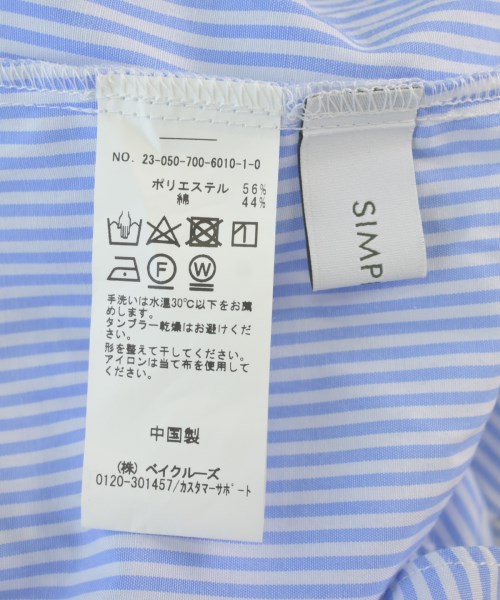 NO. 23-050-700-6010-1-0
ポリエステル 56%
綿 44%
F W
手洗いは水温30℃以下をお薦
めします。
タンブラー乾燥はお避けくださ
い。
形を整えて干してください。
アイロンは当て布を使用して
ください。
中国製
(株) ベイクルーズ
0120-301457/カスタマーサポート
SIMP